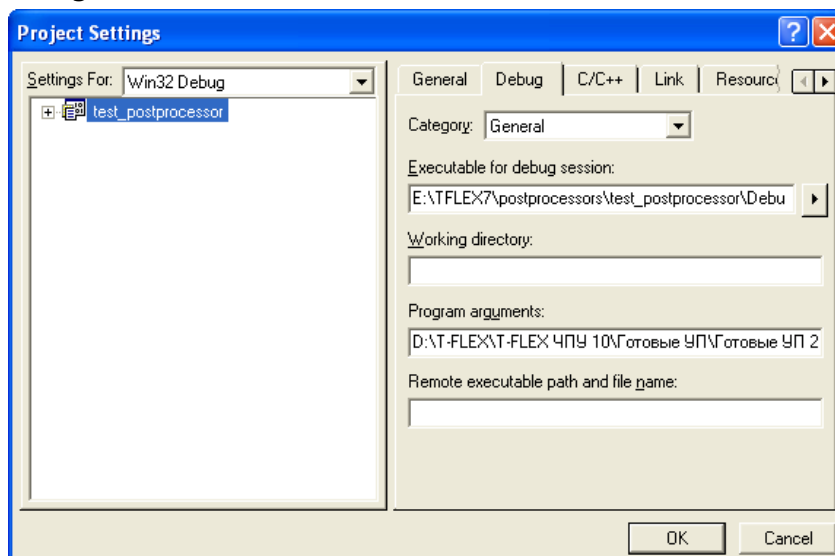 Project Settings
Settings For: Win32 Debug
test_postprocessor
General Debug C/C++ Link Resourc
Category: General
Executable for debug session:
E:\TFLEX7\postprocessors\test_postprocessor\Debu
Working directory:
Program arguments:
D:\T-FLEX\T-FLEX ЧПУ 10\Готовые УП\Готовые УП 2
Remote executable path and file name:
OK Cancel